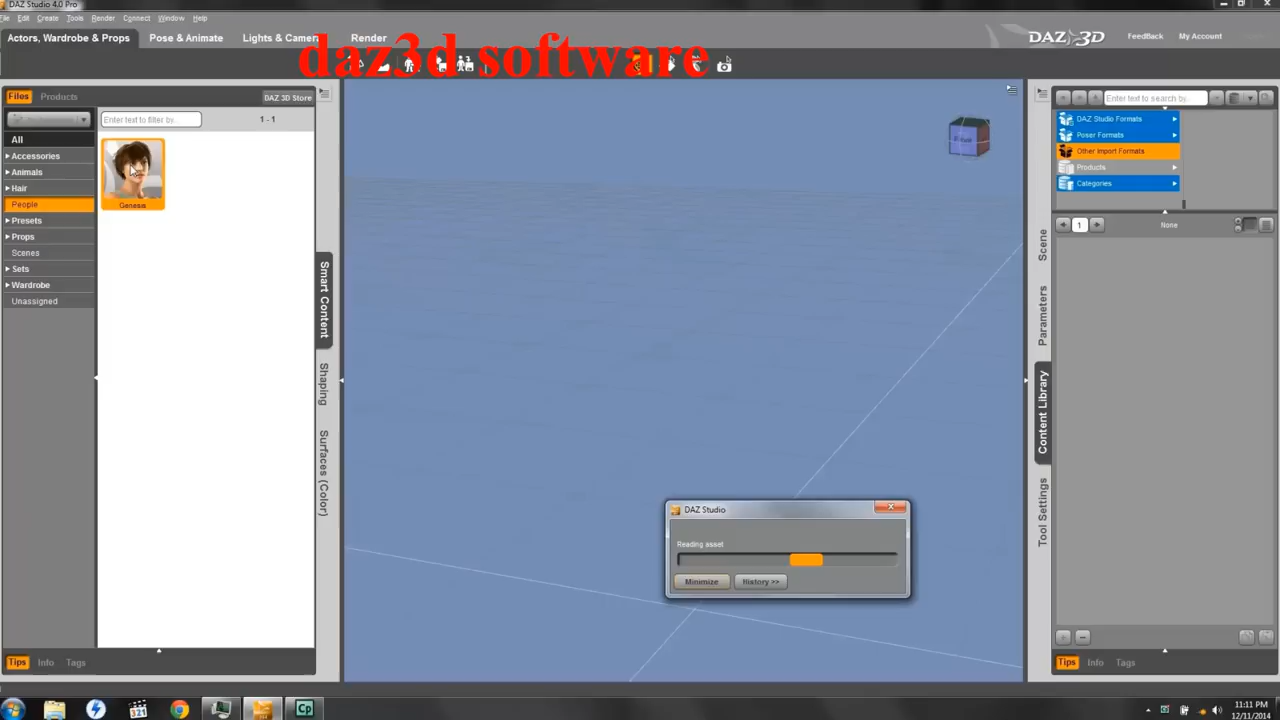 DAZ Studio 4.0 Pro
File Edit Create Tools Render Connect Window Help
Actors, Wardrobe & Props Pose & Animate Lights & Camera Render
daz3d software
DAZ 3D FeedBack My Account
Files Products DAZ 3D Store
Enter text to filter by... 1 - 1
All
Accessories
Animals
Hair
People
Presets
Props
Scenes
Sets
Wardrobe
Unassigned
Genesis
Smart Content
Shaping
Surfaces (Color)
Tips Info Tags
DAZ Studio
Reading asset
Minimize History >>
Enter text to search by...
DAZ Studio Formats
Poser Formats
Other Import Formats
Products
Categories
1 None
Scene
Parameters
Content Library
Tool Settings
Tips Info Tags
321
Cp
11:11 PM
12/11/2014